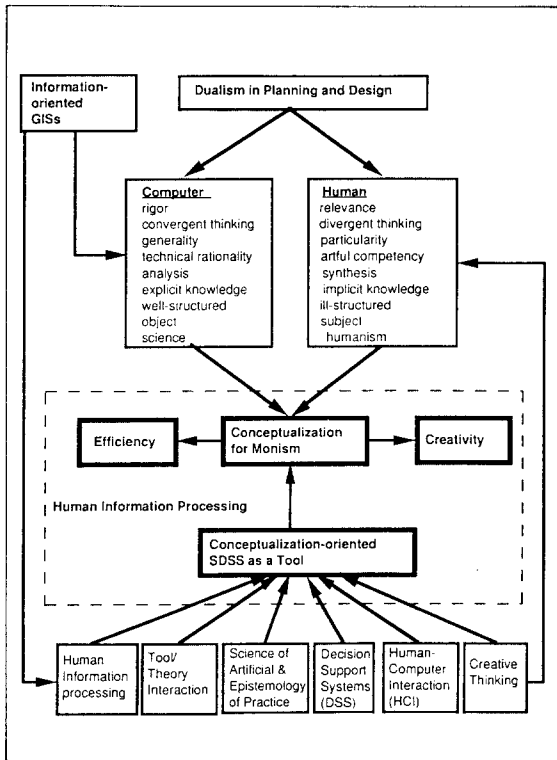 Information-
oriented
GISs
Dualism in Planning and Design
Computer
rigor
convergent thinking
generality
technical rationality
analysis
explicit knowledge
well-structured
object
science
Human
relevance
divergent thinking
particularity
artful competency
synthesis
implicit knowledge
ill-structured
subject
humanism
Efficiency
Conceptualization
for Monism
Creativity
Human Information Processing
Conceptualization-oriented
SDSS as a Tool
Human
Information
processing
Tool/
Theory
Interaction
Science of
Artificial &
Epistemology
of Practice
Decision
Support
Systems
(DSS)
Human-
Computer
Interaction
(HCI)
Creative
Thinking